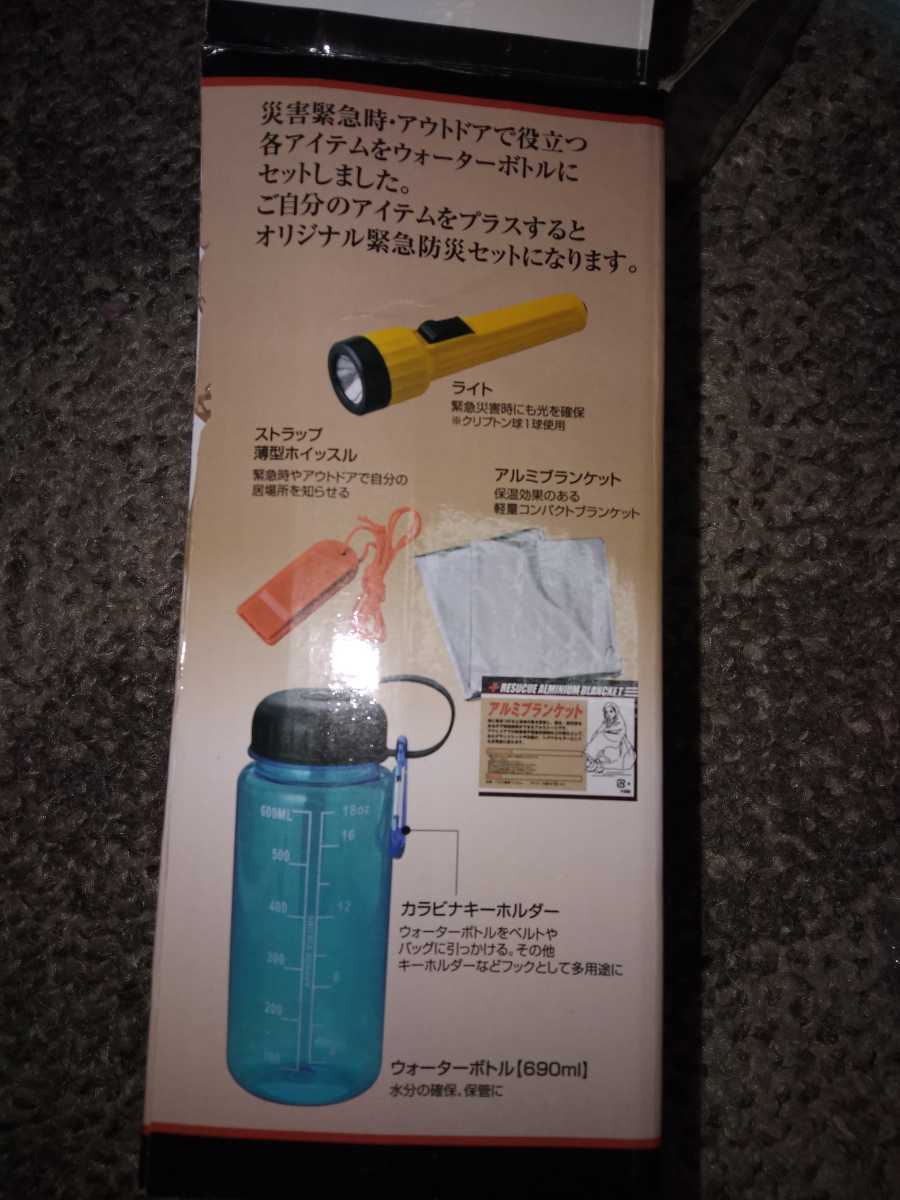 災害緊急時・アウトドアで役立つ
各アイテムをウォーターボトルに
セットしました。
ご自分のアイテムをプラスすると
オリジナル緊急防災セットになります。
ライト
緊急災害時にも光を確保
※クリプトン球1球使用
ストラップ
薄型ホイッスル
緊急時やアウトドアで自分の
居場所を知らせる
アルミブランケット
保温効果のある
軽量コンパクトブランケット
RESUCUE ALMINIUM BLANCKET
アルミブランケット
600ML 18oz
16
500
400 12
300 8
200
カラビナキーホルダー
ウォーターボトルをベルトや
バッグに引っかける。その他
キーホルダーなどフックとして多用途に
ウォーターボトル【690ml】
水分の確保、保管に